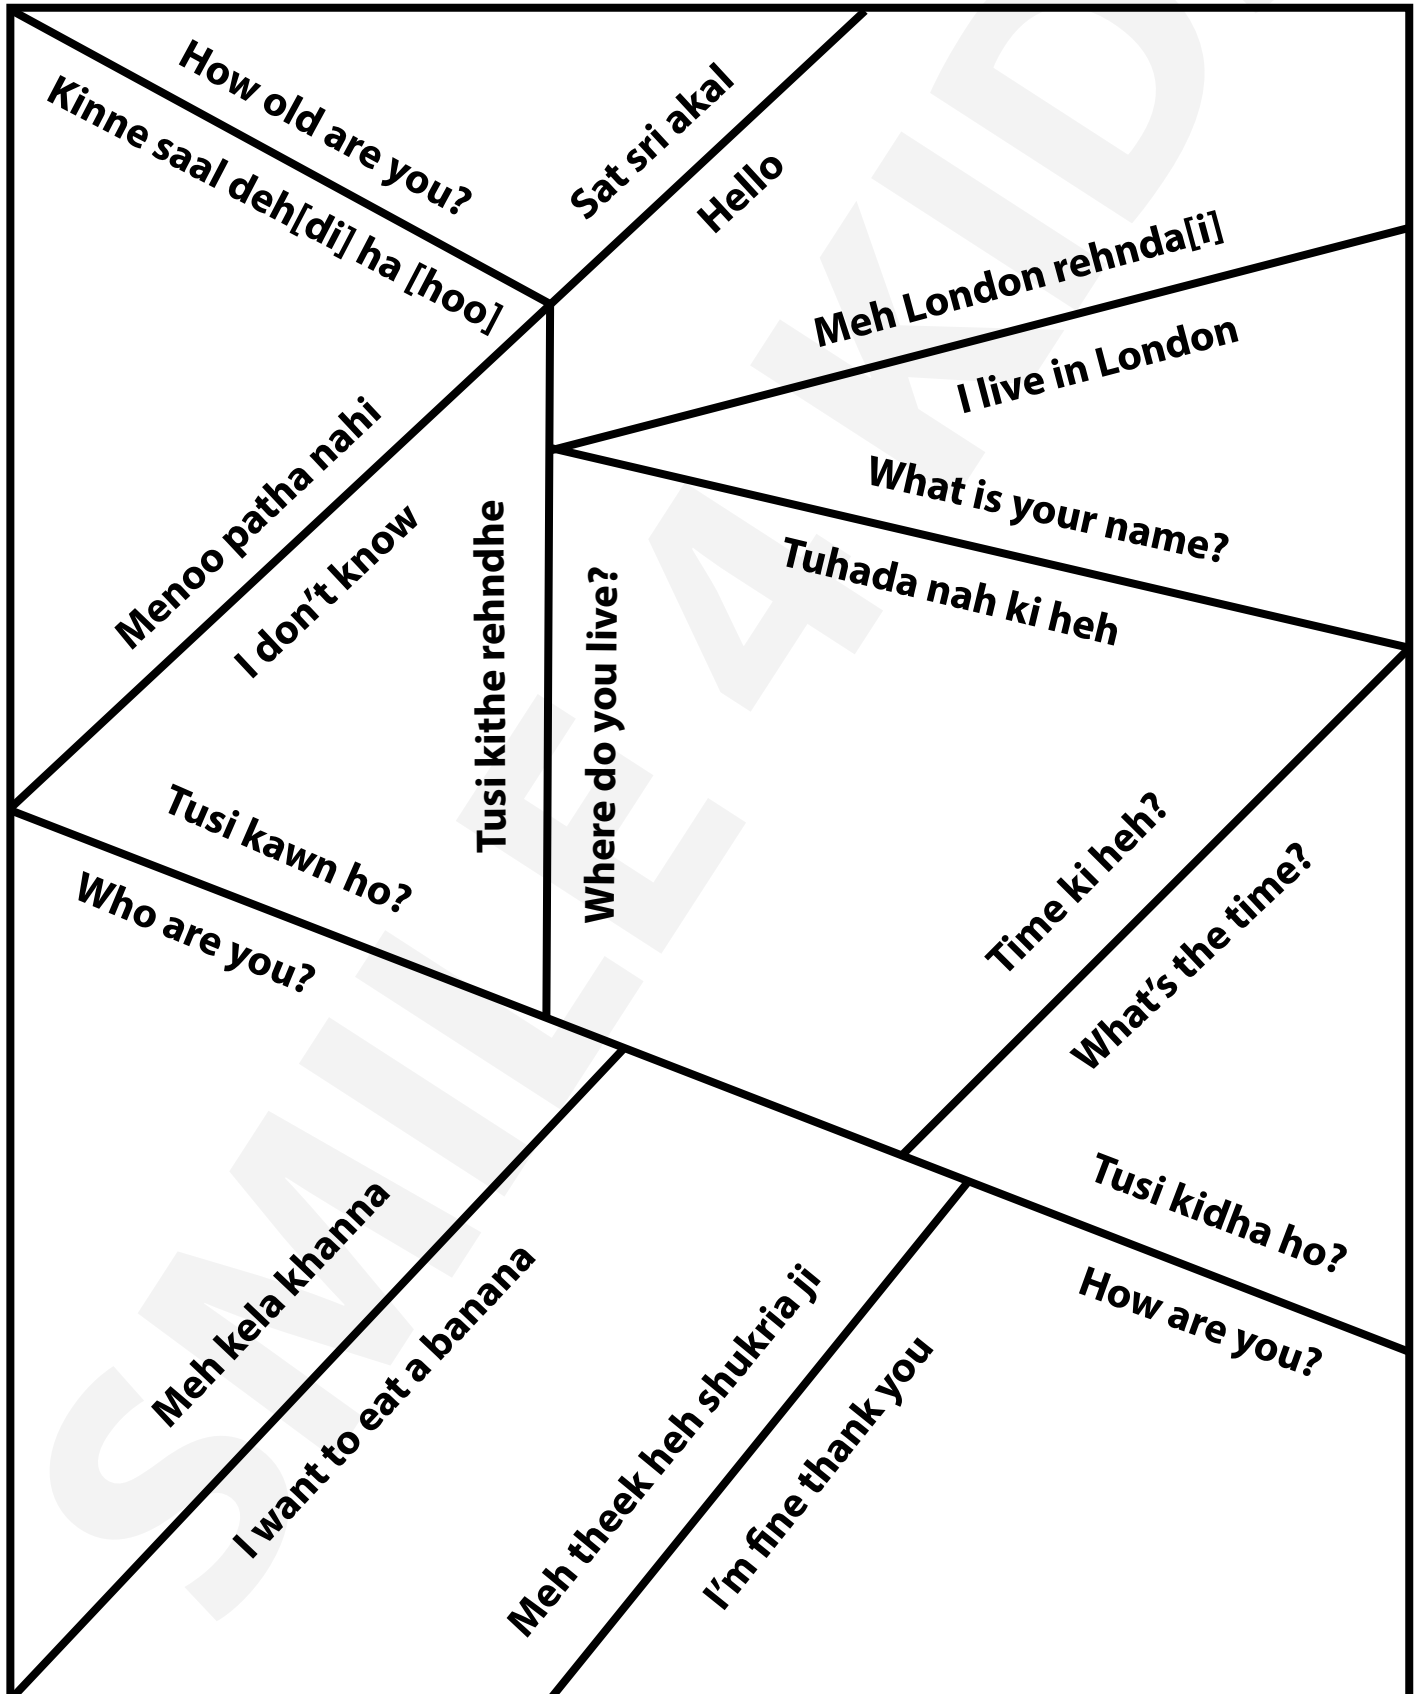 How old are you?
Kinne saal deh[di] ha [hoo]
Sat sri akal
Hello
Meh London rehnda[i]
I live in London
What is your name?
Tuhada nah ki heh
Menoo patha nahi
I don't know
Tusi kithe rehndhe
Where do you live?
Tusi kawn ho?
Who are you?
Time ki heh?
What's the time?
Tusi kidha ho?
How are you?
Meh kela khanna
I want to eat a banana
Meh theek heh shukria ji
I'm fine thank you
SMILE A KID